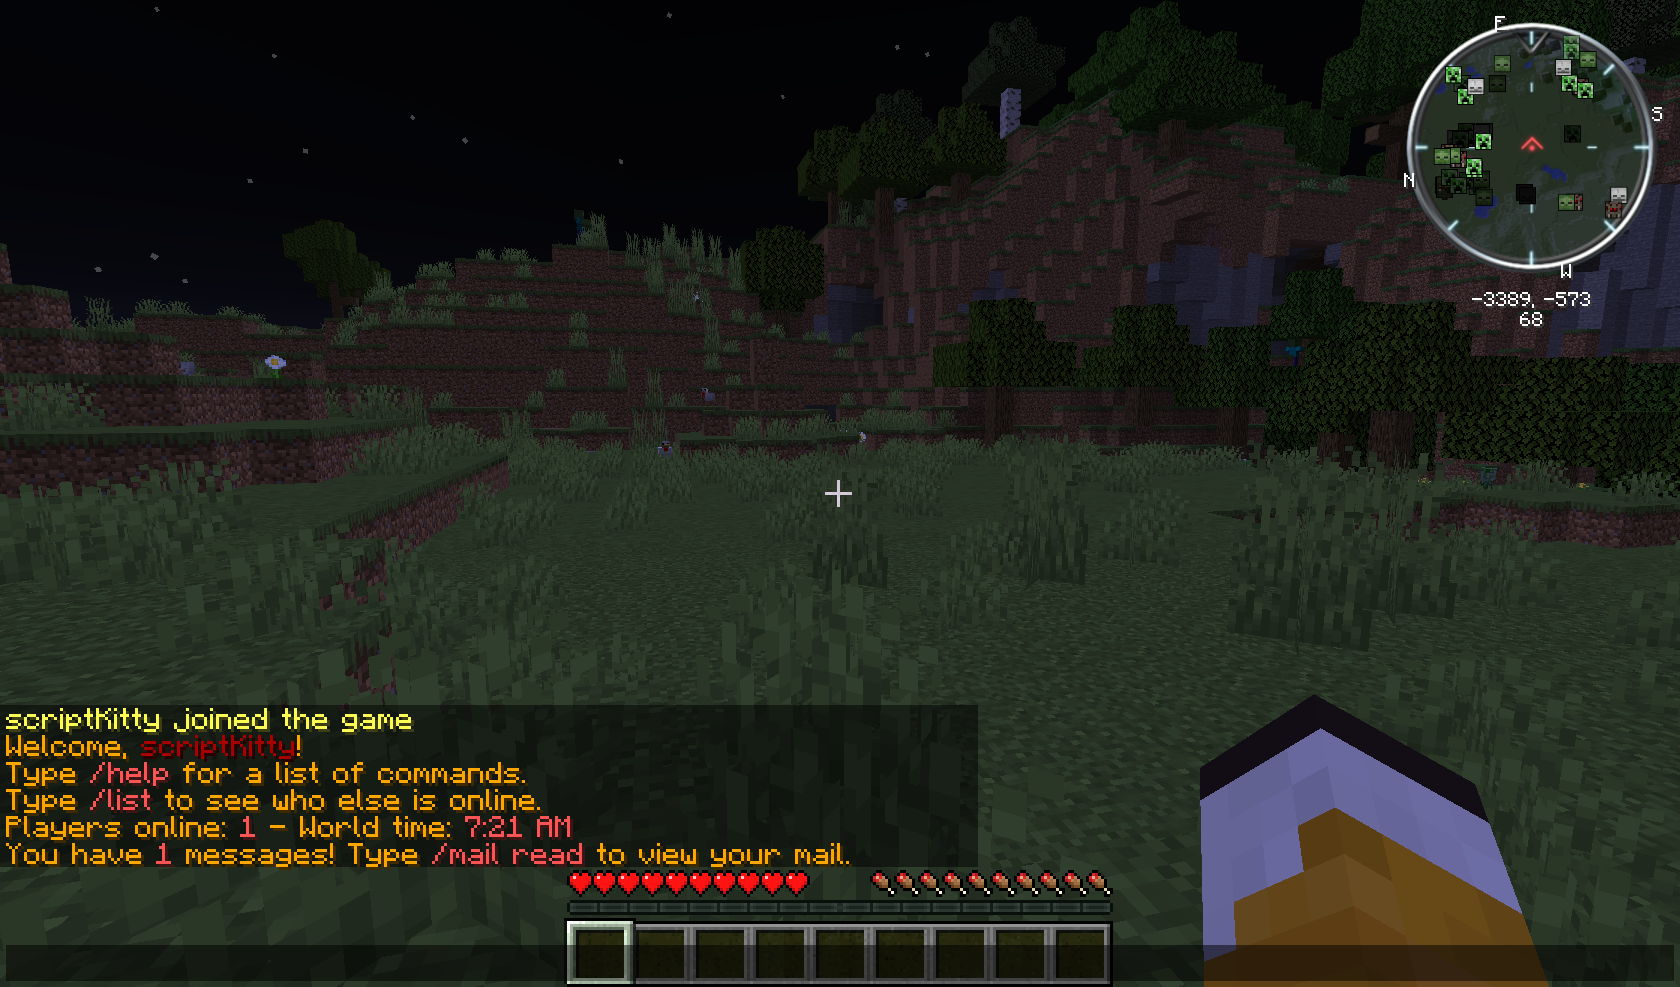 E
S
N
W
-3389, -573
68
scriptKitty joined the game
Welcome, scriptKitty!
Type /help for a list of commands.
Type /list to see who else is online.
Players online: 1 - World time: 7:21 AM
You have 1 messages! Type /mail read to view your mail.